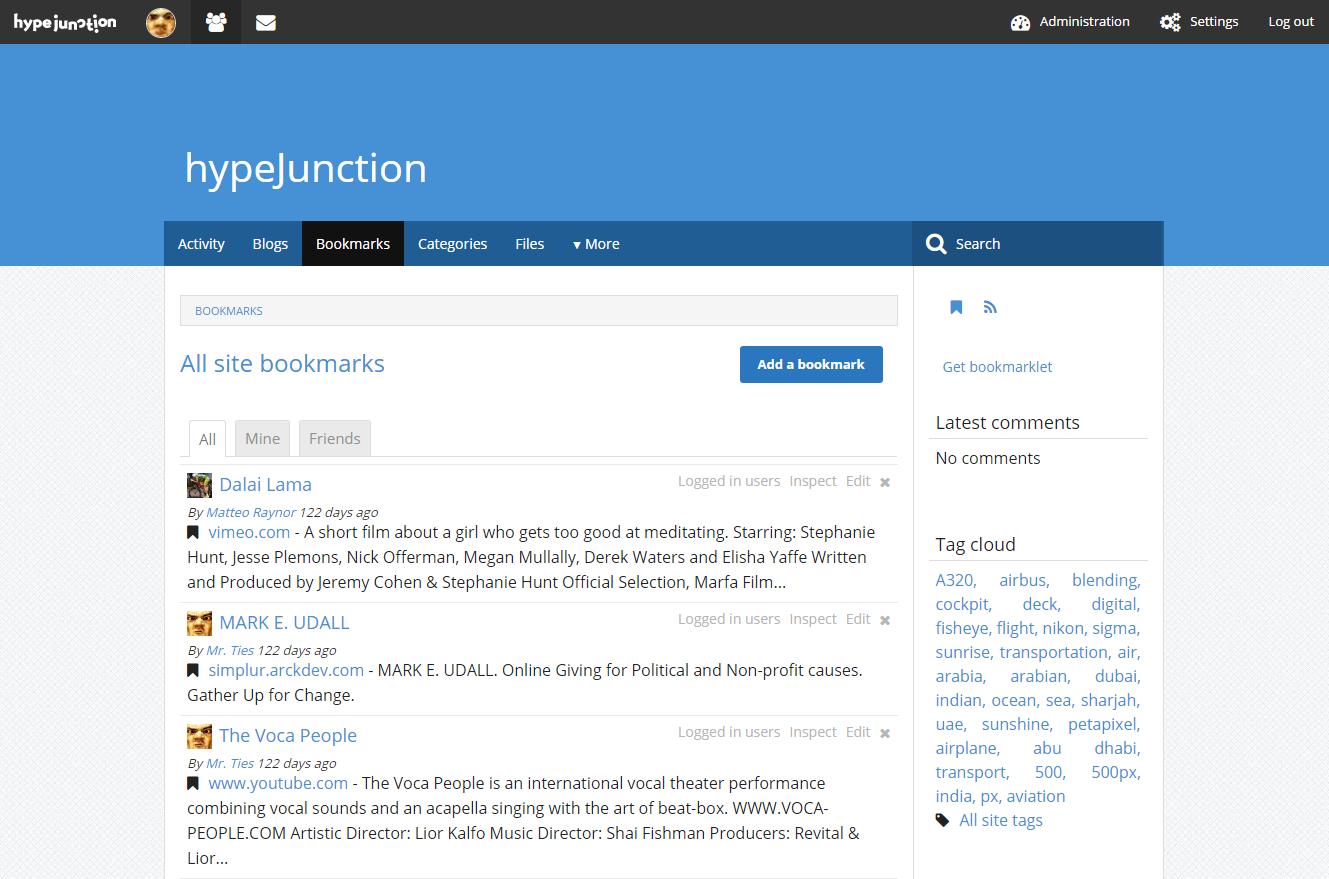 hypejunction
Administration
Settings
Log out
hypeJunction
Activity
Blogs
Bookmarks
Categories
Files
▾ More
Search
BOOKMARKS
All site bookmarks
Add a bookmark
All
Mine
Friends
Dalai Lama
Logged in users Inspect Edit
By Matteo Raynor 122 days ago
vimeo.com - A short film about a girl who gets too good at meditating. Starring: Stephanie
Hunt, Jesse Plemons, Nick Offerman, Megan Mullally, Derek Waters and Elisha Yaffe Written
and Produced by Jeremy Cohen & Stephanie Hunt Official Selection, Marfa Film...
MARK E. UDALL
Logged in users Inspect Edit
By Mr. Ties 122 days ago
simplur.arckdev.com - MARK E. UDALL. Online Giving for Political and Non-profit causes.
Gather Up for Change.
The Voca People
Logged in users Inspect Edit
By Mr. Ties 122 days ago
www.youtube.com - The Voca People is an international vocal theater performance
combining vocal sounds and an acapella singing with the art of beat-box. WWW.VOCA-
PEOPLE.COM Artistic Director: Lior Kalfo Music Director: Shai Fishman Producers: Revital &
Lior...
Get bookmarklet
Latest comments
No comments
Tag cloud
A320, airbus, blending,
cockpit, deck, digital,
fisheye, flight, nikon, sigma,
sunrise, transportation, air,
arabia, arabian, dubai,
indian, ocean, sea, sharjah,
uae, sunshine, petapixel,
airplane, abu dhabi,
transport, 500, 500px,
india, px, aviation
All site tags